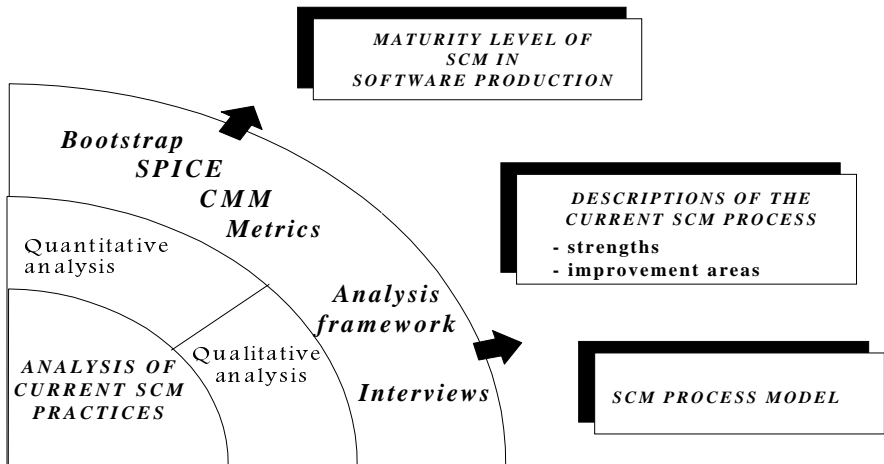 MATURITY LEVEL OF
SCM IN
SOFTWARE PRODUCTION
Bootstrap
SPICE
CMM
Metrics
DESCRIPTIONS OF THE
CURRENT SCM PROCESS
- strengths
- improvement areas
Quantitative
analysis
Analysis
framework
Qualitative
analysis
Interviews
ANALYSIS OF
CURRENT SCM
PRACTICES
SCM PROCESS MODEL